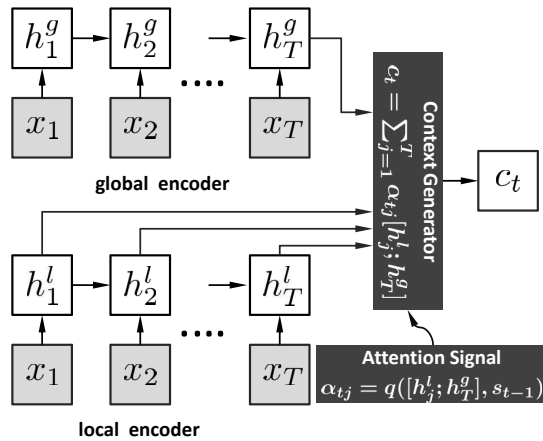 h_1^g h_2^g h_T^g
x_1 x_2 .... x_T
global encoder
h_1^l h_2^l h_T^l
....
x_1 x_2 x_T
local encoder
Context Generator
c_t = \sum_{j=1}^{T} \alpha_{tj}[h_j^l; h_T^g]
c_t
Attention Signal
\alpha_{tj} = q([h_j^l; h_T^g], s_{t-1})